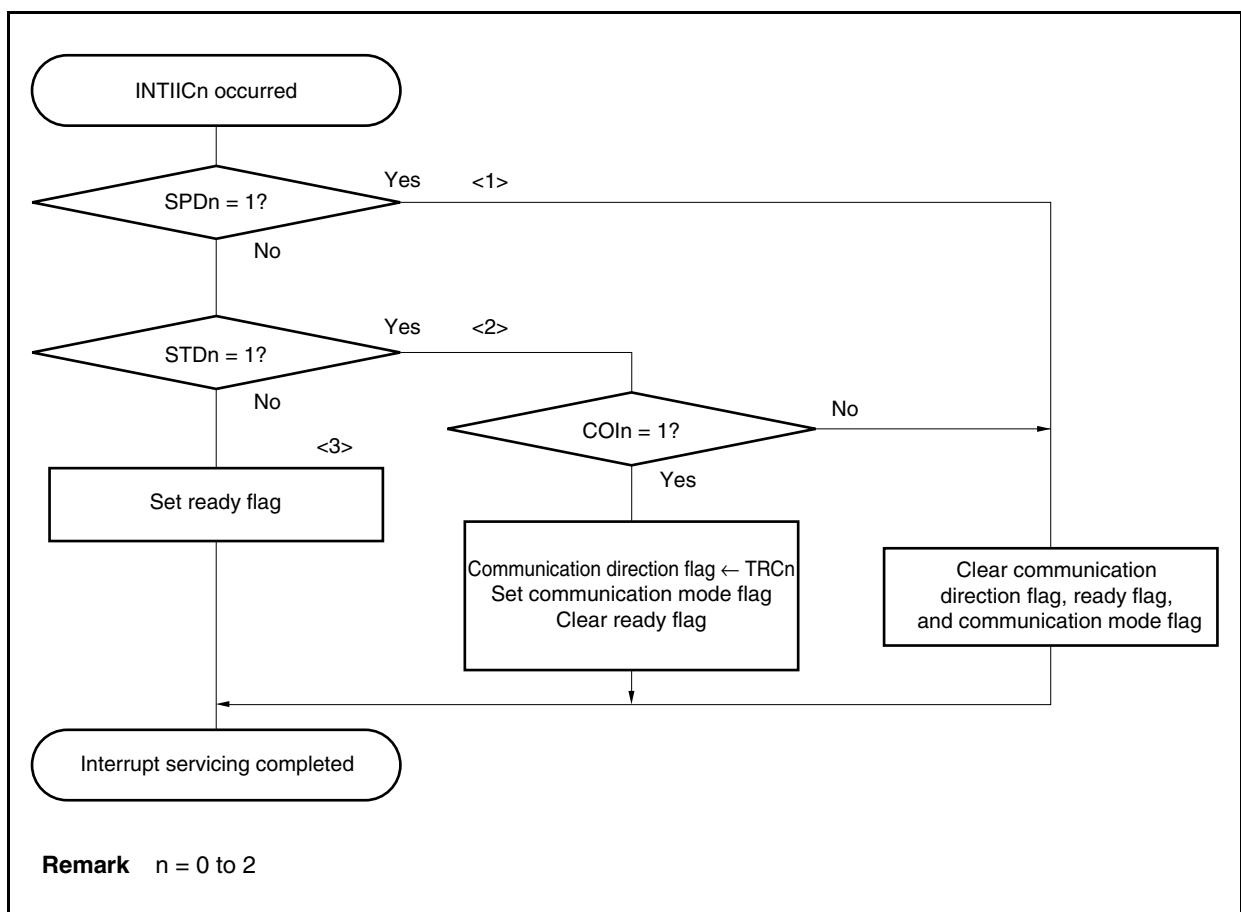 INTIICn occurred
Yes <1>
SPDn = 1?
No
Yes <2>
STDn = 1?
No
No
COIn = 1?
Yes
<3>
Set ready flag
Communication direction flag ← TRCn
Set communication mode flag
Clear ready flag
Clear communication
direction flag, ready flag,
and communication mode flag
Interrupt servicing completed
Remark n = 0 to 2